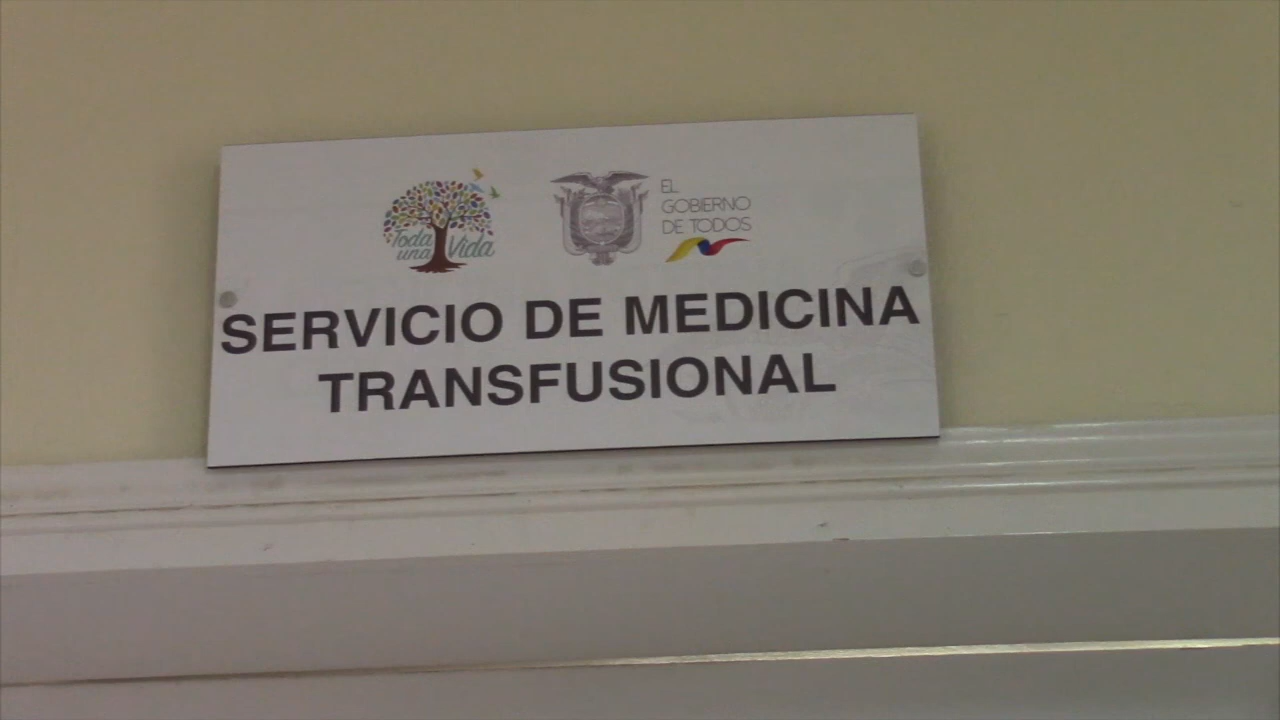 Toda
una Vida
EL
GOBIERNO
DE TODOS
SERVICIO DE MEDICINA
TRANSFUSIONAL